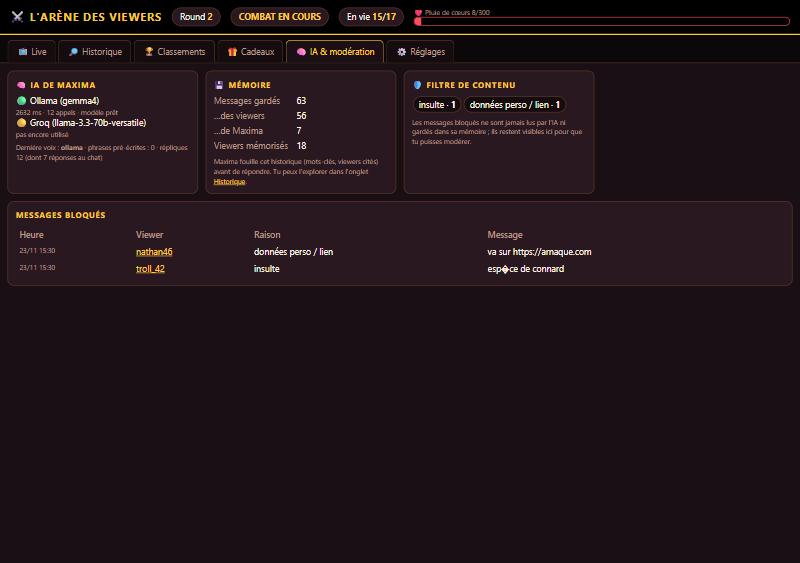 L'ARÈNE DES VIEWERS
Round 2
COMBAT EN COURS
En vie 15/17
Pluie de cœurs 8/300
Live
Historique
Classements
Cadeaux
IA & modération
Réglages
IA DE MAXIMA
Ollama (gemma4)
2632 ms · 12 appels · modèle prêt
Groq (llama-3.3-70b-versatile)
pas encore utilisé
Dernière voix : ollama · phrases pré-écrites : 0 · répliques
12 (dont 7 réponses au chat)
MÉMOIRE
Messages gardés 63
...des viewers 56
...de Maxima 7
Viewers mémorisés 18
Maxima fouille cet historique (mots-clés, viewers cités)
avant de répondre. Tu peux l'explorer dans l'onglet
Historique.
FILTRE DE CONTENU
insulte · 1
données perso / lien · 1
Les messages bloqués ne sont jamais lus par l'IA ni
gardés dans sa mémoire ; ils restent visibles ici pour que
tu puisses modérer.
MESSAGES BLOQUÉS
Heure Viewer Raison Message
23/11 15:30 nathan46 données perso / lien va sur https://arnaque.com
23/11 15:30 troll_42 insulte esp�ce de connard